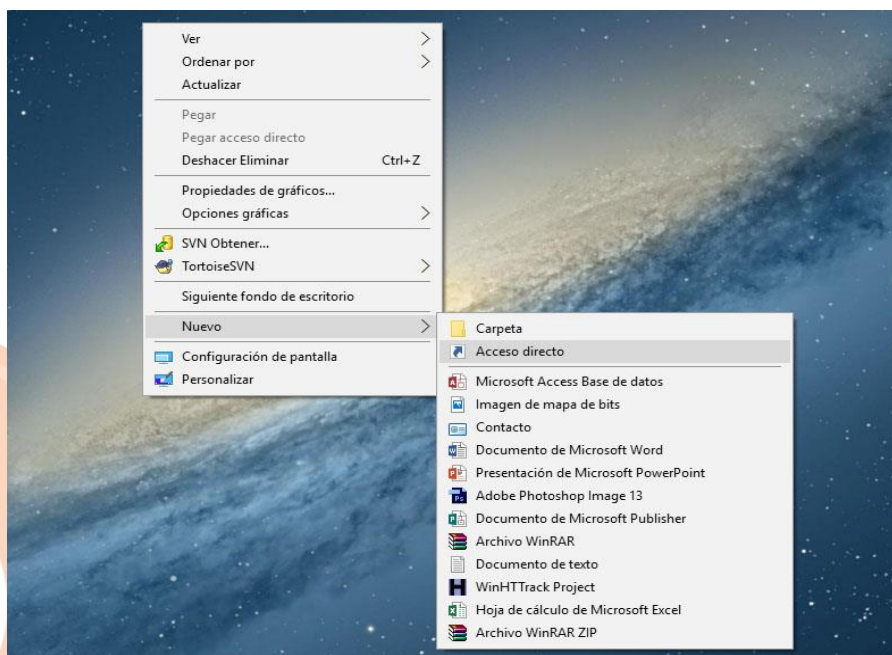 Ver
Ordenar por
Actualizar
Pegar
Pegar acceso directo
Deshacer Eliminar Ctrl+Z
Propiedades de gráficos...
Opciones gráficas
SVN Obtener...
TortoiseSVN
Siguiente fondo de escritorio
Nuevo
Configuración de pantalla
Personalizar
Carpeta
Acceso directo
Microsoft Access Base de datos
Imagen de mapa de bits
Contacto
Documento de Microsoft Word
Presentación de Microsoft PowerPoint
Adobe Photoshop Image 13
Documento de Microsoft Publisher
Archivo WinRAR
Documento de texto
WinHTTrack Project
Hoja de cálculo de Microsoft Excel
Archivo WinRAR ZIP